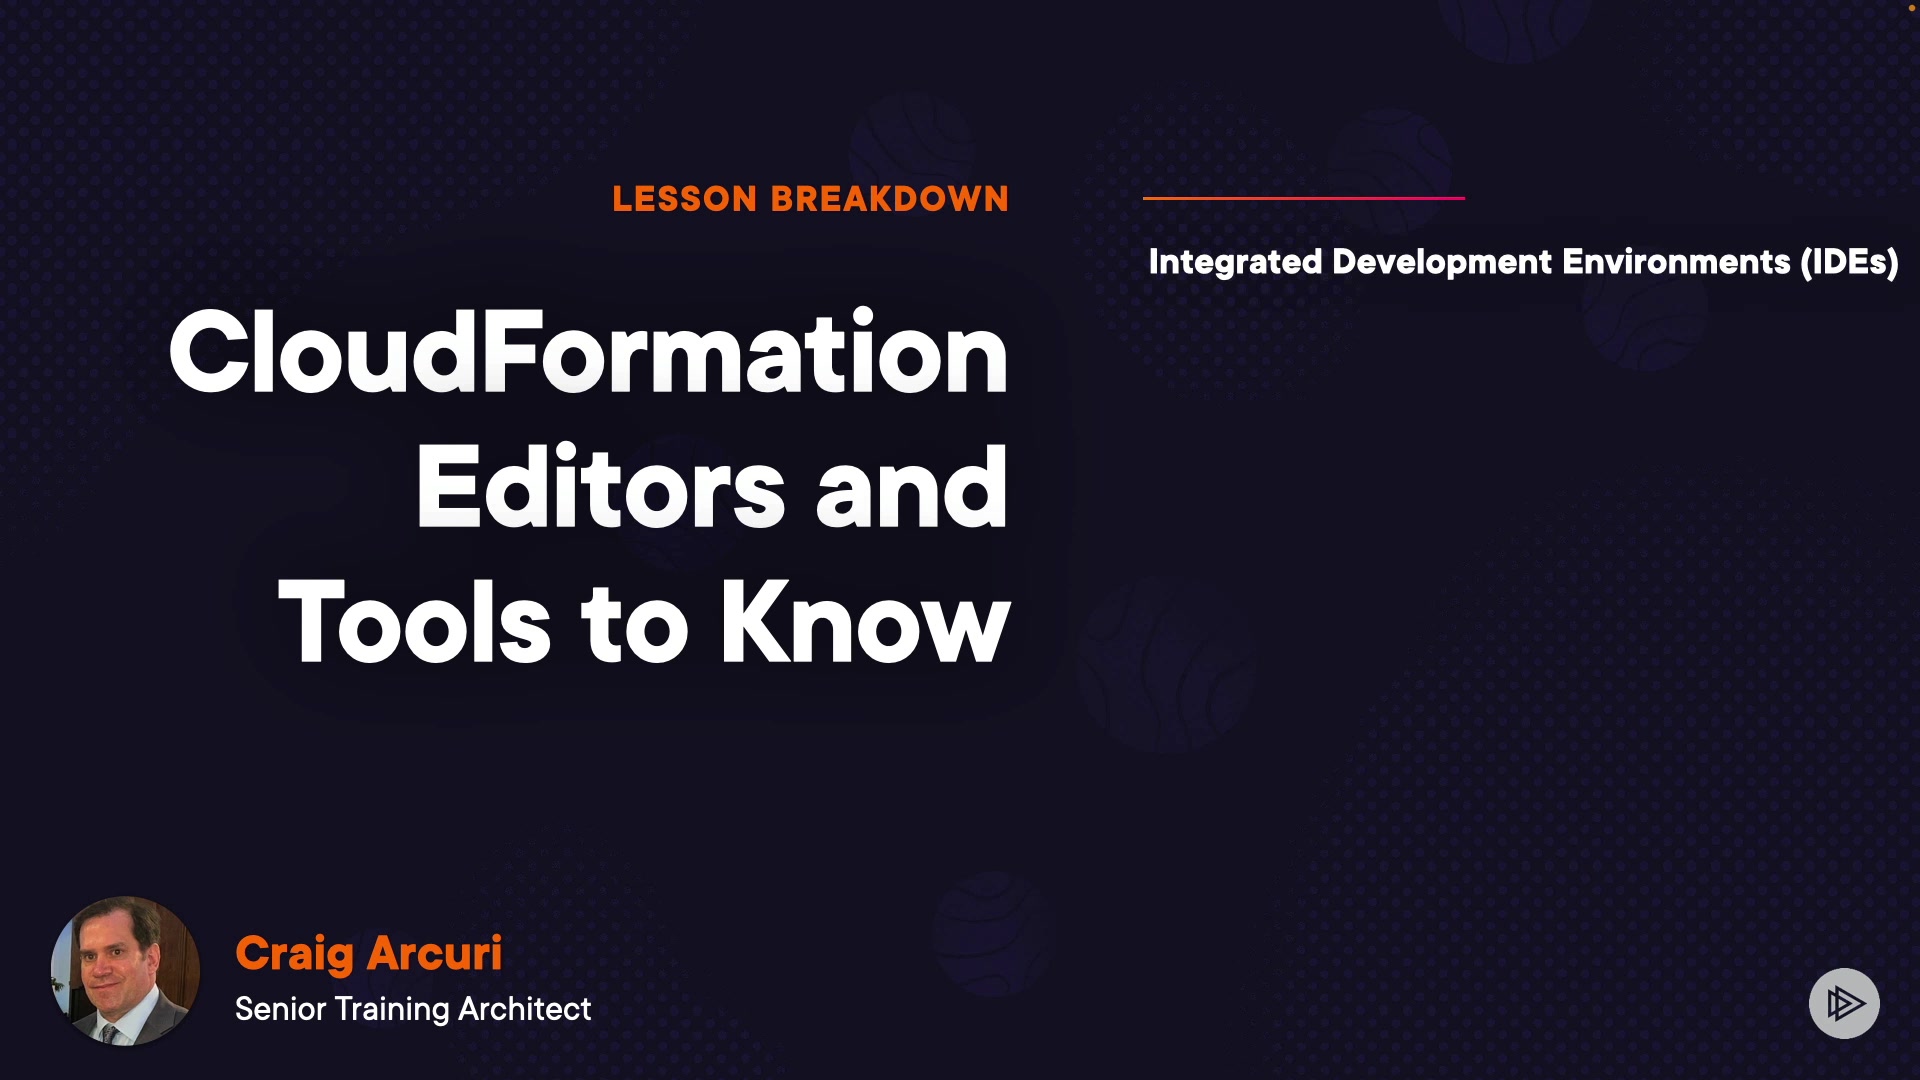 LESSON BREAKDOWN
CloudFormation
Editors and
Tools to Know
Integrated Development Environments (IDEs)
Craig Arcuri
Senior Training Architect